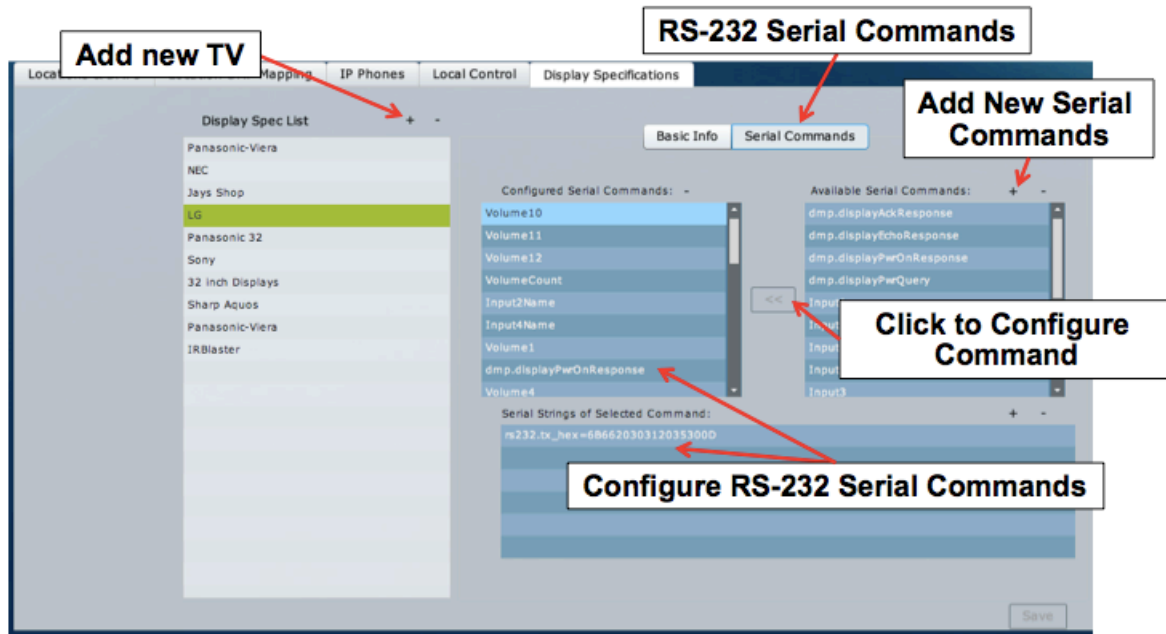 RS-232 Serial Commands
Add new TV
Mapping
IP Phones
Local Control
Display Specifications
Add New Serial
Commands
Display Spec List + -
Basic Info
Serial Commands
Panasonic-Viera
NEC
Jays Shop
LG
Panasonic 32
Sony
32 inch Displays
Sharp Aquos
Panasonic-Viera
IRBlaster
Configured Serial Commands: -
Volume10
Volume11
Volume12
VolumeCount
Input2Name
Input4Name
Volume1
dmp.displayPwrOnResponse
Volume4
<<
Available Serial Commands: + -
dmp.displayAckResponse
dmp.displayEchoResponse
dmp.displayPwrOnResponse
dmp.displayPwrQuery
Input3
Click to Configure
Command
Serial Strings of Selected Command: + -
rs232.tx_hex=6B662030312035300D
Configure RS-232 Serial Commands
Save